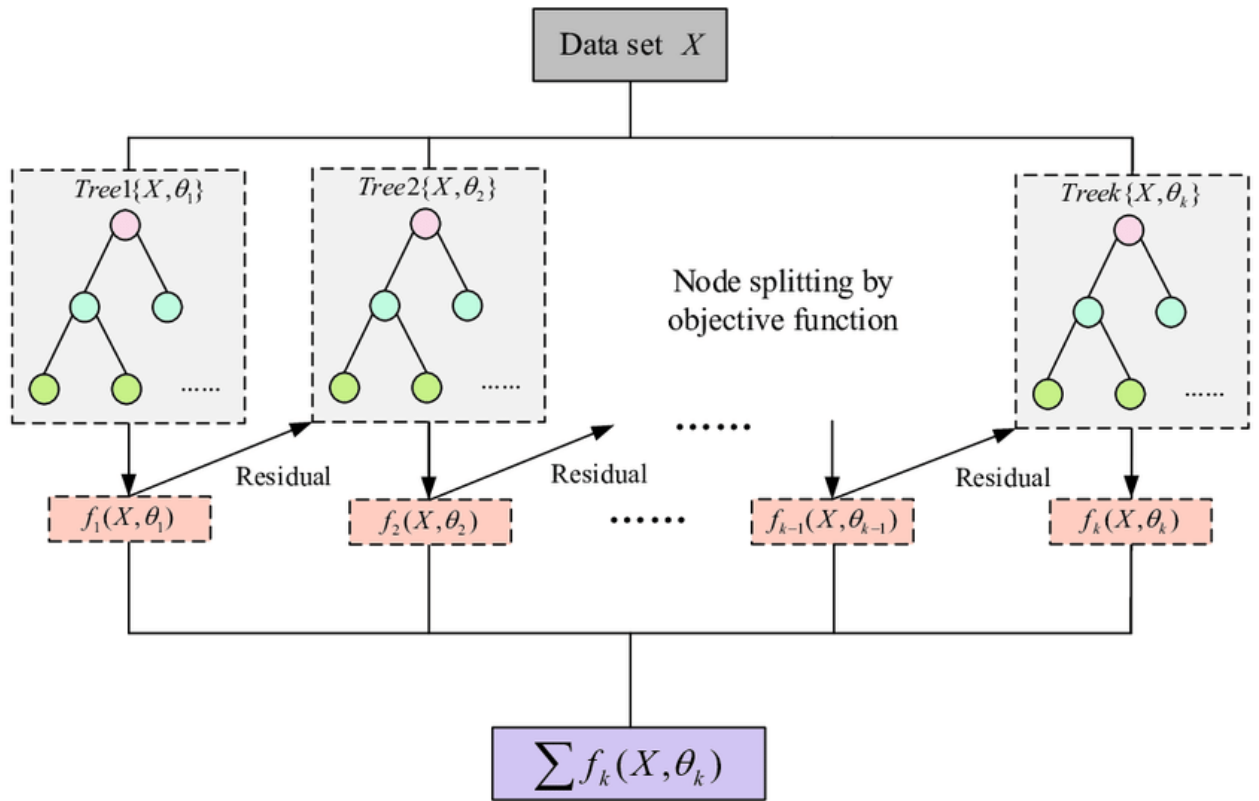 Data set X
Tree1{X,θ₁}
Tree2{X,θ₂}
Treek{X,θₖ}
Node splitting by
objective function
......
......
......
......
Residual
Residual
Residual
f₁(X,θ₁)
f₂(X,θ₂)
......
fₖ₋₁(X,θₖ₋₁)
fₖ(X,θₖ)
∑fₖ(X,θₖ)